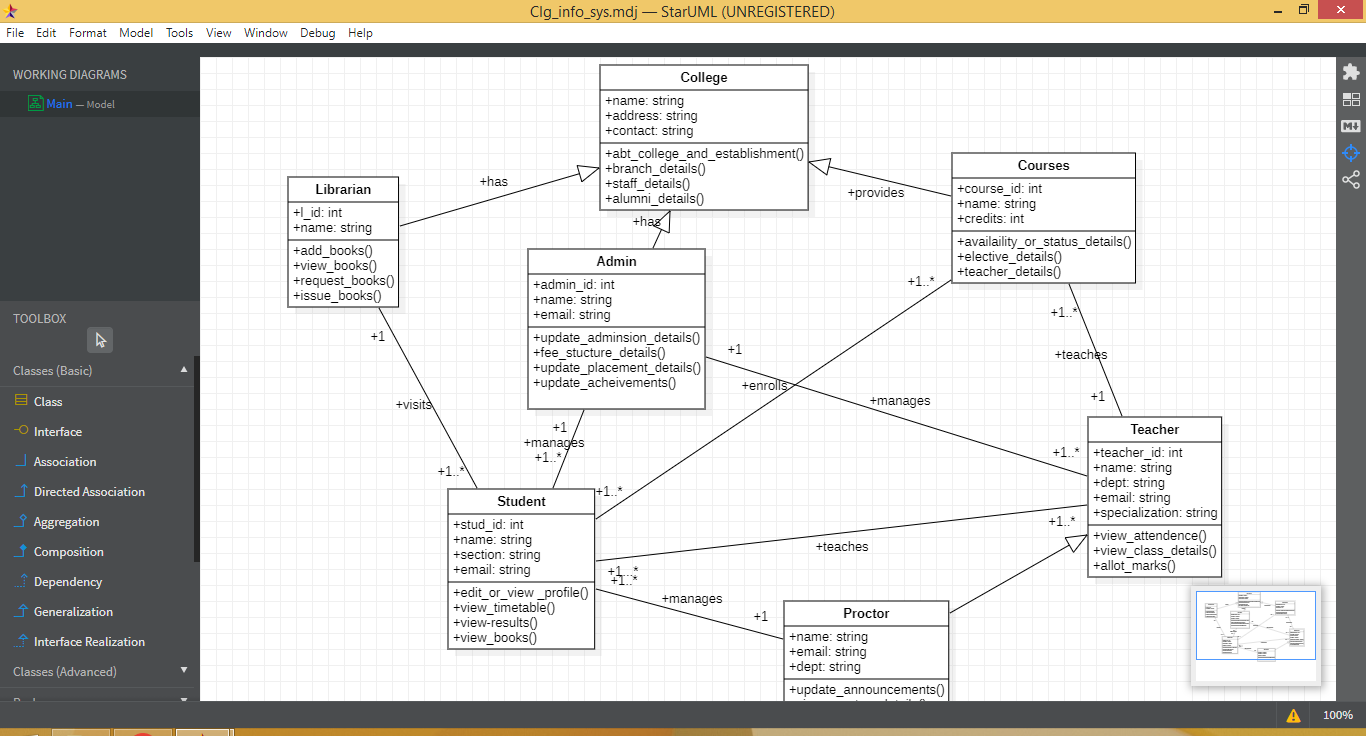 Clg_info_sys.mdj — StarUML (UNREGISTERED)
File Edit Format Model Tools View Window Debug Help
WORKING DIAGRAMS
Main — Model
TOOLBOX
Classes (Basic)
Class
Interface
Association
Directed Association
Aggregation
Composition
Dependency
Generalization
Interface Realization
Classes (Advanced)
College
+name: string
+address: string
+contact: string
+abt_college_and_establishment()
+branch_details()
+staff_details()
+alumni_details()
+has
+has
+provides
Librarian
+l_id: int
+name: string
+add_books()
+view_books()
+request_books()
+issue_books()
Admin
+admin_id: int
+name: string
+email: string
+update_adminsion_details()
+fee_stucture_details()
+update_placement_details()
+update_acheivements()
Courses
+course_id: int
+name: string
+credits: int
+availaility_or_status_details()
+elective_details()
+teacher_details()
+1
+visits
+1..*
+1
+manages
+1..*
+1..*
+enrolls
+1..*
+1
+manages
+1..*
+1..*
+teaches
+1
Teacher
+teacher_id: int
+name: string
+dept: string
+email: string
+specialization: string
+view_attendence()
+view_class_details()
+allot_marks()
Student
+stud_id: int
+name: string
+section: string
+email: string
+edit_or_view _profile()
+view_timetable()
+view-results()
+view_books()
+1..*
+teaches
+1..*
+1..*
+manages
+1
Proctor
+name: string
+email: string
+dept: string
+update_announcements()
M↓
100%